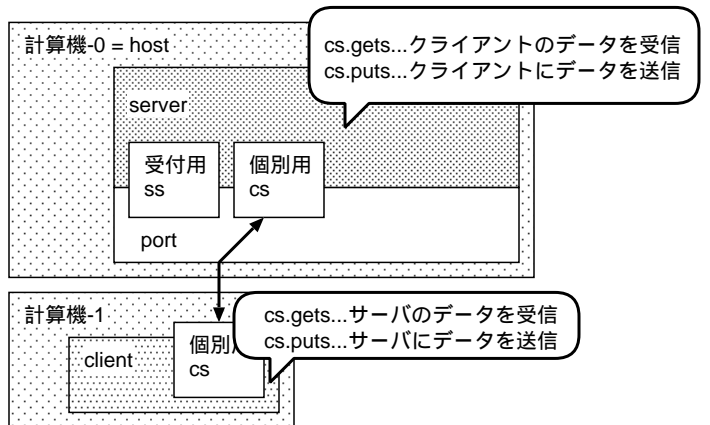 計算機-0 = host
cs.gets...クライアントのデータを受信
cs.puts...クライアントにデータを送信
server
受付用
ss
個別用
cs
port
計算機-1
cs.gets...サーバのデータを受信
cs.puts...サーバにデータを送信
client
個別
cs